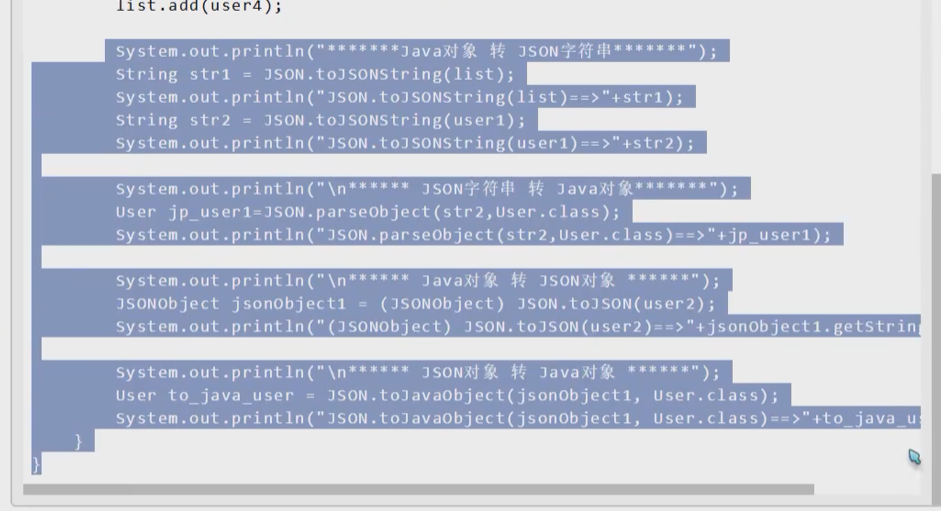 list.add(user4);
System.out.println("*******Java对象 转 JSON字符串*******");
String str1 = JSON.toJSONString(list);
System.out.println("JSON.toJSONString(list)==>"+str1);
String str2 = JSON.toJSONString(user1);
System.out.println("JSON.toJSONString(user1)==>"+str2);
System.out.println("\n****** JSON字符串 转 Java对象*******");
User jp_user1=JSON.parseObject(str2,User.class);
System.out.println("JSON.parseObject(str2,User.class)==>"+jp_user1);
System.out.println("\n****** Java对象 转 JSON对象 ******");
JSONObject jsonObject1 = (JSONObject) JSON.toJSON(user2);
System.out.println("(JSONObject) JSON.toJSON(user2)==>"+jsonObject1.getString
System.out.println("\n****** JSON对象 转 Java对象 ******");
User to_java_user = JSON.toJavaObject(jsonObject1, User.class);
System.out.println("JSON.toJavaObject(jsonObject1, User.class)==>"+to_java_u
}
}